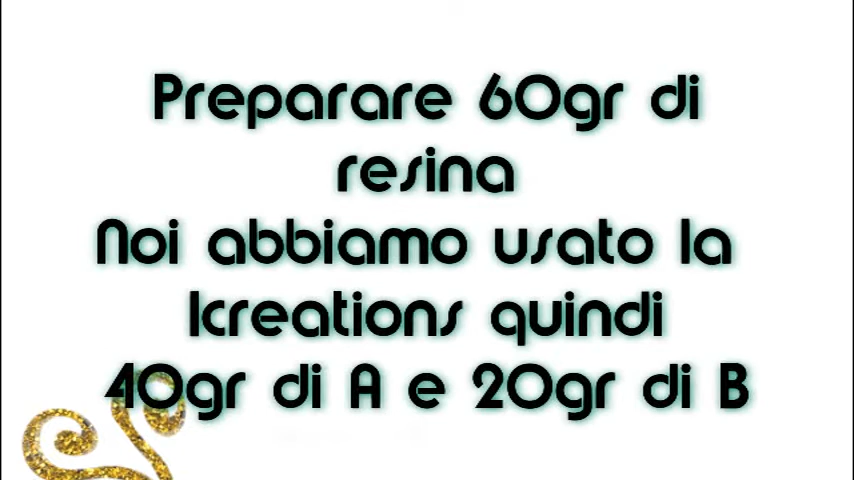 Preparare 60gr di
resina
Noi abbiamo usato la
Icreations quindi
40gr di A e 20gr di B